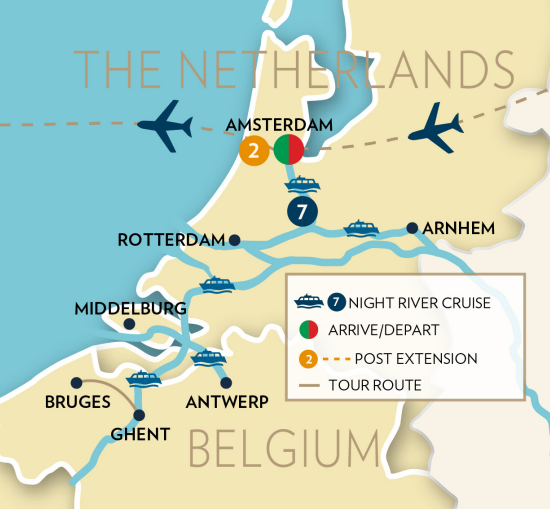 THE NETHERLANDS
AMSTERDAM
2
7
ARNHEM
ROTTERDAM
7 NIGHT RIVER CRUISE
MIDDELBURG
ARRIVE/DEPART
2 POST EXTENSION
TOUR ROUTE
BRUGES
ANTWERP
GHENT
BELGIUM